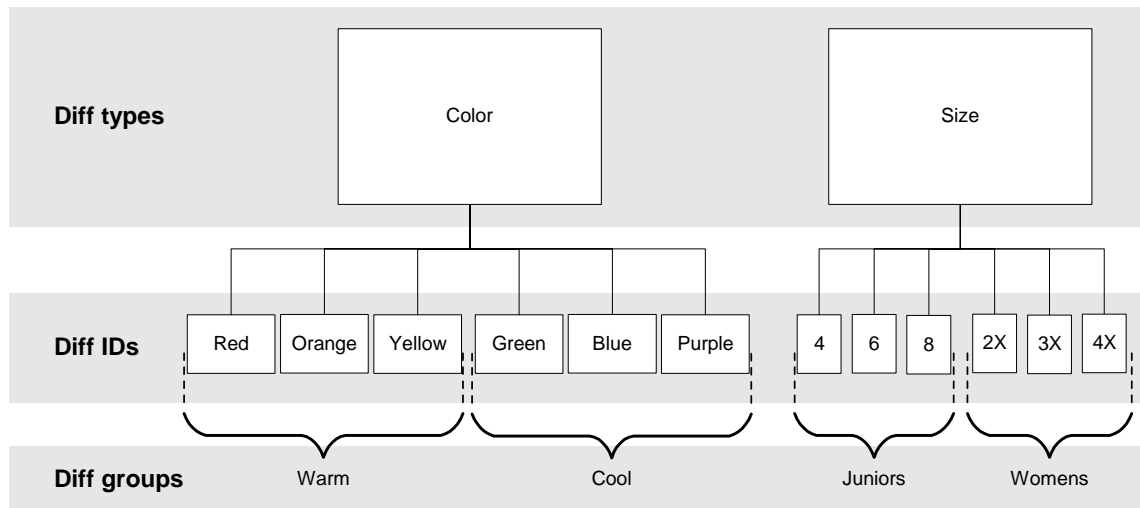 Diff types
Color
Size
Diff IDs
Red
Orange
Yellow
Green
Blue
Purple
4
6
8
2X
3X
4X
Diff groups
Warm
Cool
Juniors
Womens